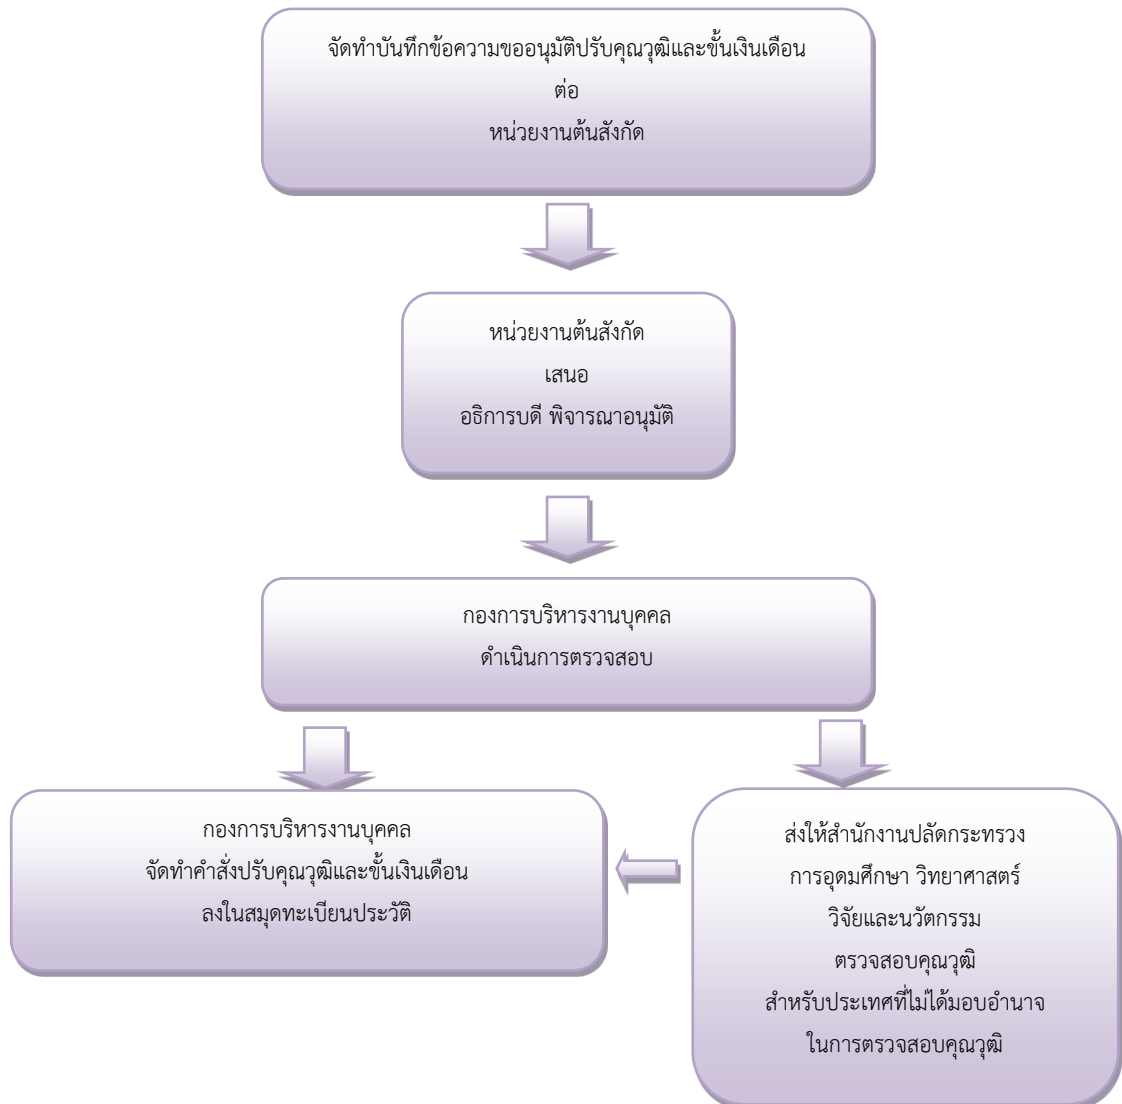 จัดทำบันทึกข้อความขออนุมัติปรับคุณวุฒิและขั้นเงินเดือน
ต่อ
หน่วยงานต้นสังกัด
หน่วยงานต้นสังกัด
เสนอ
อธิการบดี พิจารณาอนุมัติ
กองการบริหารงานบุคคล
ดำเนินการตรวจสอบ
กองการบริหารงานบุคคล
จัดทำคำสั่งปรับคุณวุฒิและขั้นเงินเดือน
ลงในสมุดทะเบียนประวัติ
ส่งให้สำนักงานปลัดกระทรวง
การอุดมศึกษา วิทยาศาสตร์
วิจัยและนวัตกรรม
ตรวจสอบคุณวุฒิ
สำหรับประเทศที่ไม่ได้มอบอำนาจ
ในการตรวจสอบคุณวุฒิ